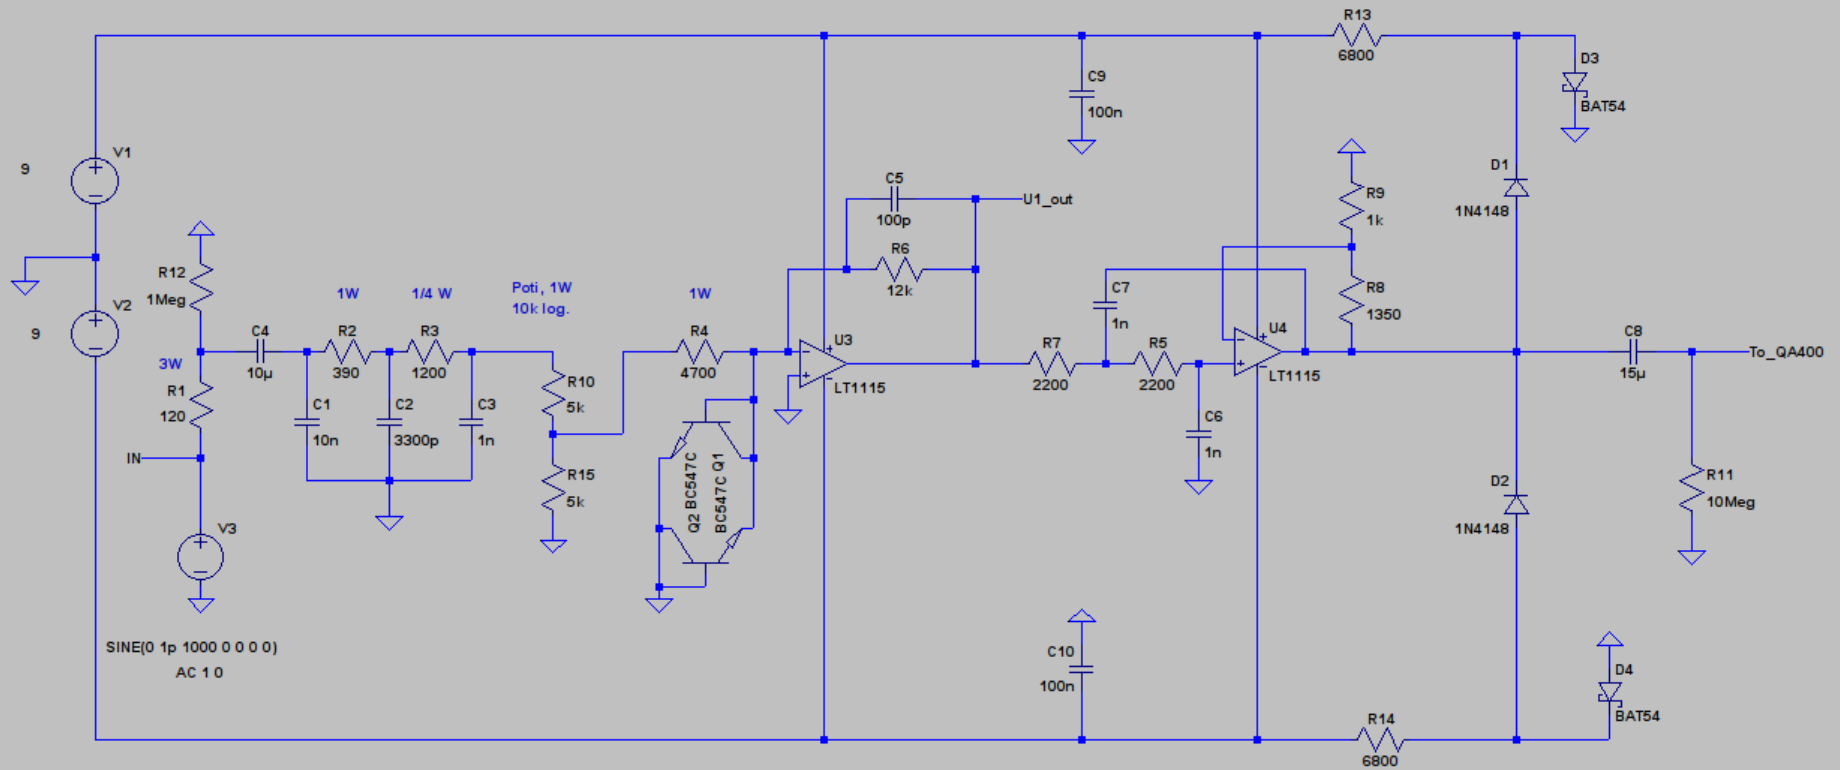 R13
6800
D3
BAT54
C9
100n
V1
9
D1
1N4148
R9
1k
C5
100p
U1_out
R6
12k
R12
1Meg
1W
1/4 W
Poti, 1W
10k log.
1W
C7
1n
R8
1350
V2
9
C4
10µ
R2
390
R3
1200
R4
4700
U3
LT1115
R7
2200
R5
2200
U4
LT1115
C8
15µ
To_QA400
3W
R1
120
R10
5k
C1
10n
C2
3300p
C3
1n
C6
1n
IN
R15
5k
Q2 BC547C
BC547C Q1
D2
1N4148
R11
10Meg
V3
SINE(0 1p 1000 0 0 0 0)
AC 1 0
C10
100n
D4
BAT54
R14
6800